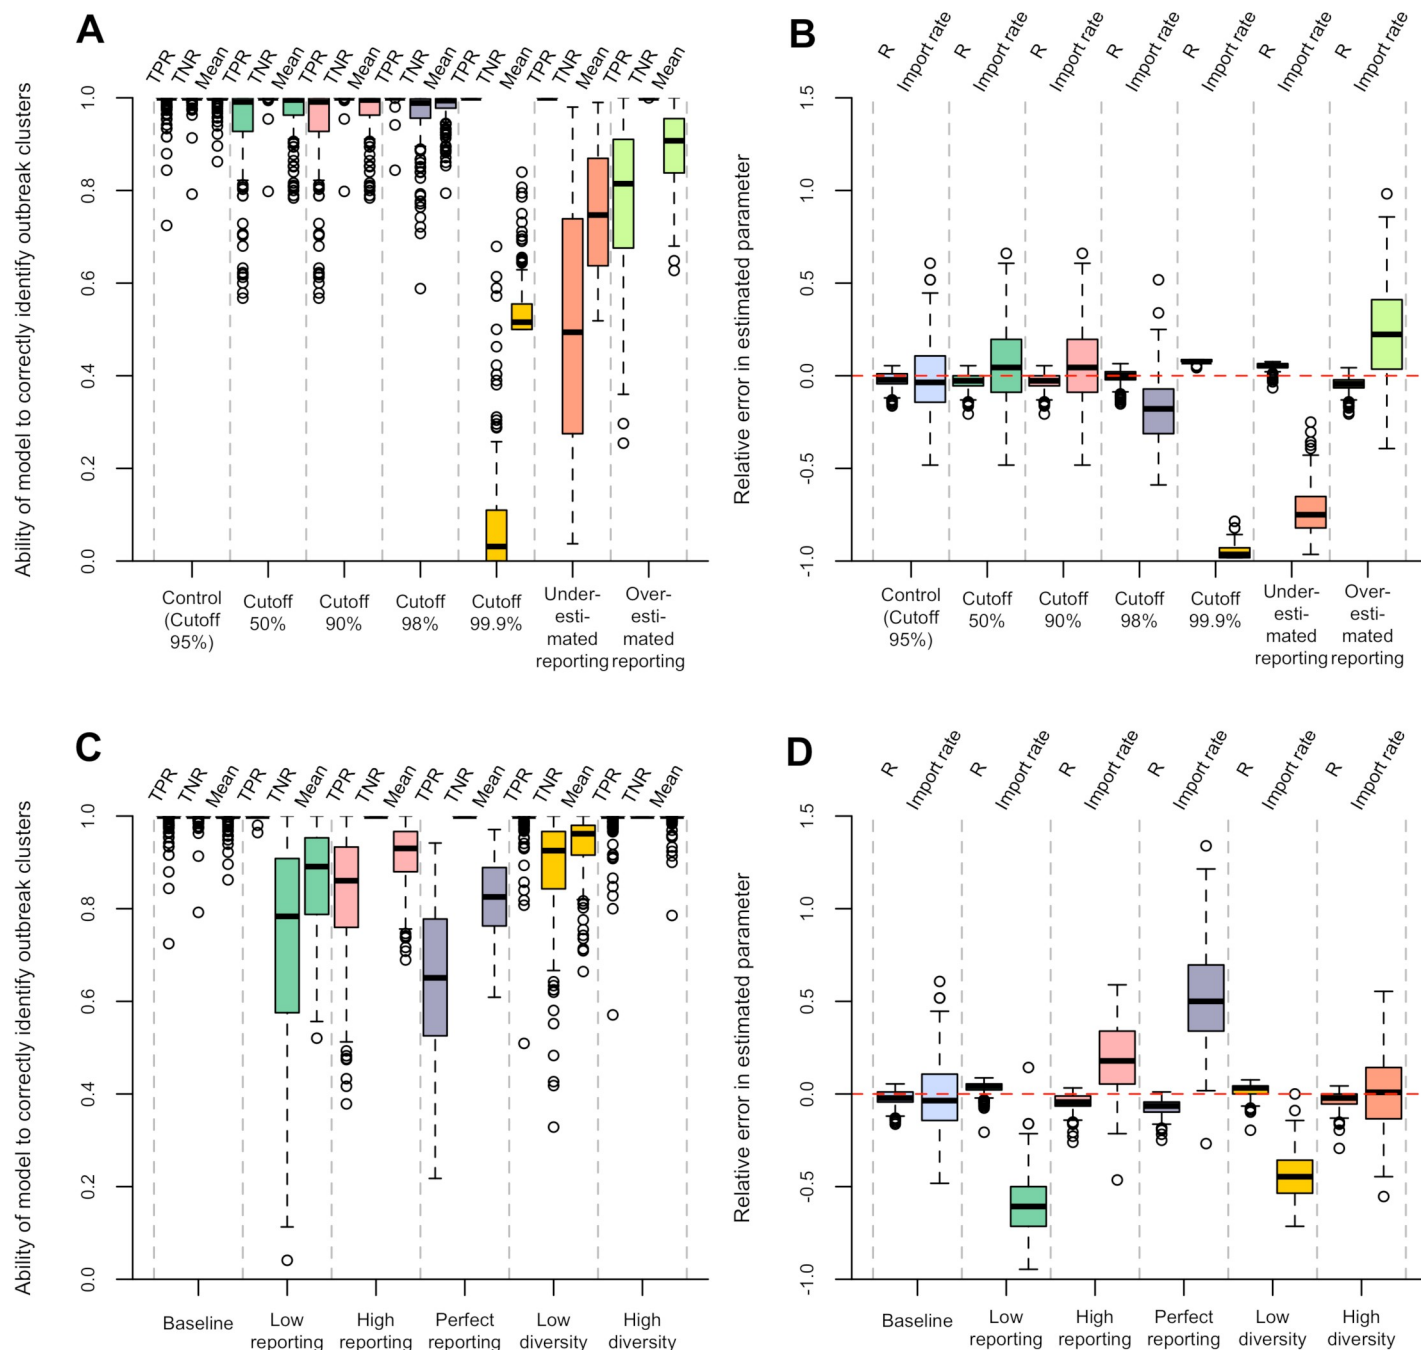 A
TPR TNR Mean TPR TNR Mean TPR TNR Mean TPR TNR Mean TPR TNR Mean TPR TNR Mean TPR TNR Mean
Ability of model to correctly identify outbreak clusters
1.0
0.8
0.6
0.4
0.2
0.0
Control
(Cutoff
95%)
Cutoff
50%
Cutoff
90%
Cutoff
98%
Cutoff
99.9%
Under-
esti-
mated
reporting
Over-
esti-
mated
reporting
B
R Import rate R Import rate R Import rate R Import rate R Import rate R Import rate R Import rate
Relative error in estimated parameter
1.5
1.0
0.5
0.0
-0.5
-1.0
Control
(Cutoff
95%)
Cutoff
50%
Cutoff
90%
Cutoff
98%
Cutoff
99.9%
Under-
esti-
mated
reporting
Over-
esti-
mated
reporting
C
TPR TNR Mean TPR TNR Mean TPR TNR Mean TPR TNR Mean TPR TNR Mean TPR TNR Mean
Ability of model to correctly identify outbreak clusters
1.0
0.8
0.6
0.4
0.2
0.0
Baseline
Low
reporting
High
reporting
Perfect
reporting
Low
diversity
High
diversity
D
R Import rate R Import rate R Import rate R Import rate R Import rate R Import rate
Relative error in estimated parameter
1.5
1.0
0.5
0.0
-0.5
-1.0
Baseline
Low
reporting
High
reporting
Perfect
reporting
Low
diversity
High
diversity